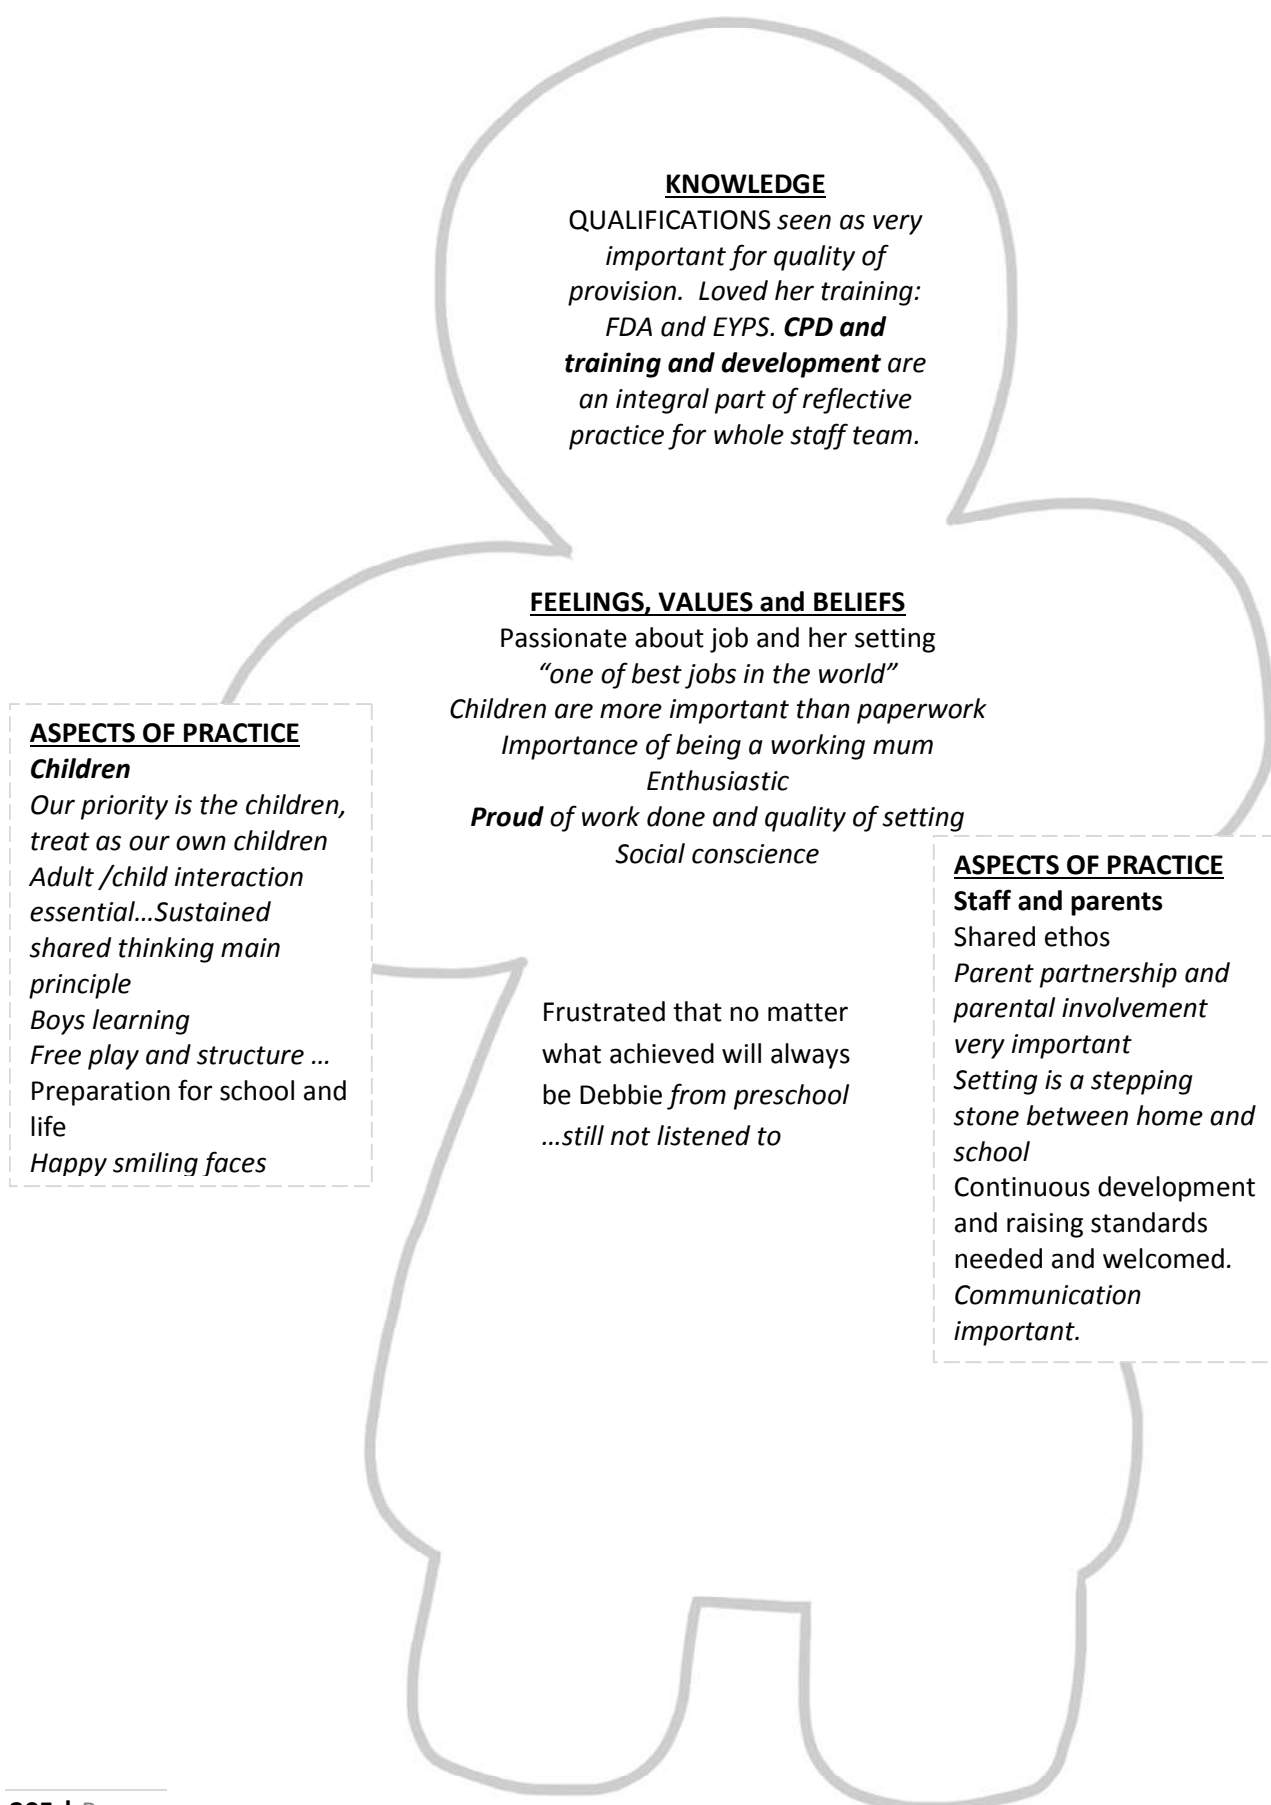 KNOWLEDGE
QUALIFICATIONS seen as very
important for quality of
provision. Loved her training:
FDA and EYPS. CPD and
training and development are
an integral part of reflective
practice for whole staff team.
FEELINGS, VALUES and BELIEFS
Passionate about job and her setting
“one of best jobs in the world”
Children are more important than paperwork
Importance of being a working mum
Enthusiastic
Proud of work done and quality of setting
Social conscience
ASPECTS OF PRACTICE
Children
Our priority is the children,
treat as our own children
Adult /child interaction
essential…Sustained
shared thinking main
principle
Boys learning
Free play and structure …
Preparation for school and
life
Happy smiling faces
Frustrated that no matter
what achieved will always
be Debbie from preschool
…still not listened to
ASPECTS OF PRACTICE
Staff and parents
Shared ethos
Parent partnership and
parental involvement
very important
Setting is a stepping
stone between home and
school
Continuous development
and raising standards
needed and welcomed.
Communication
important.